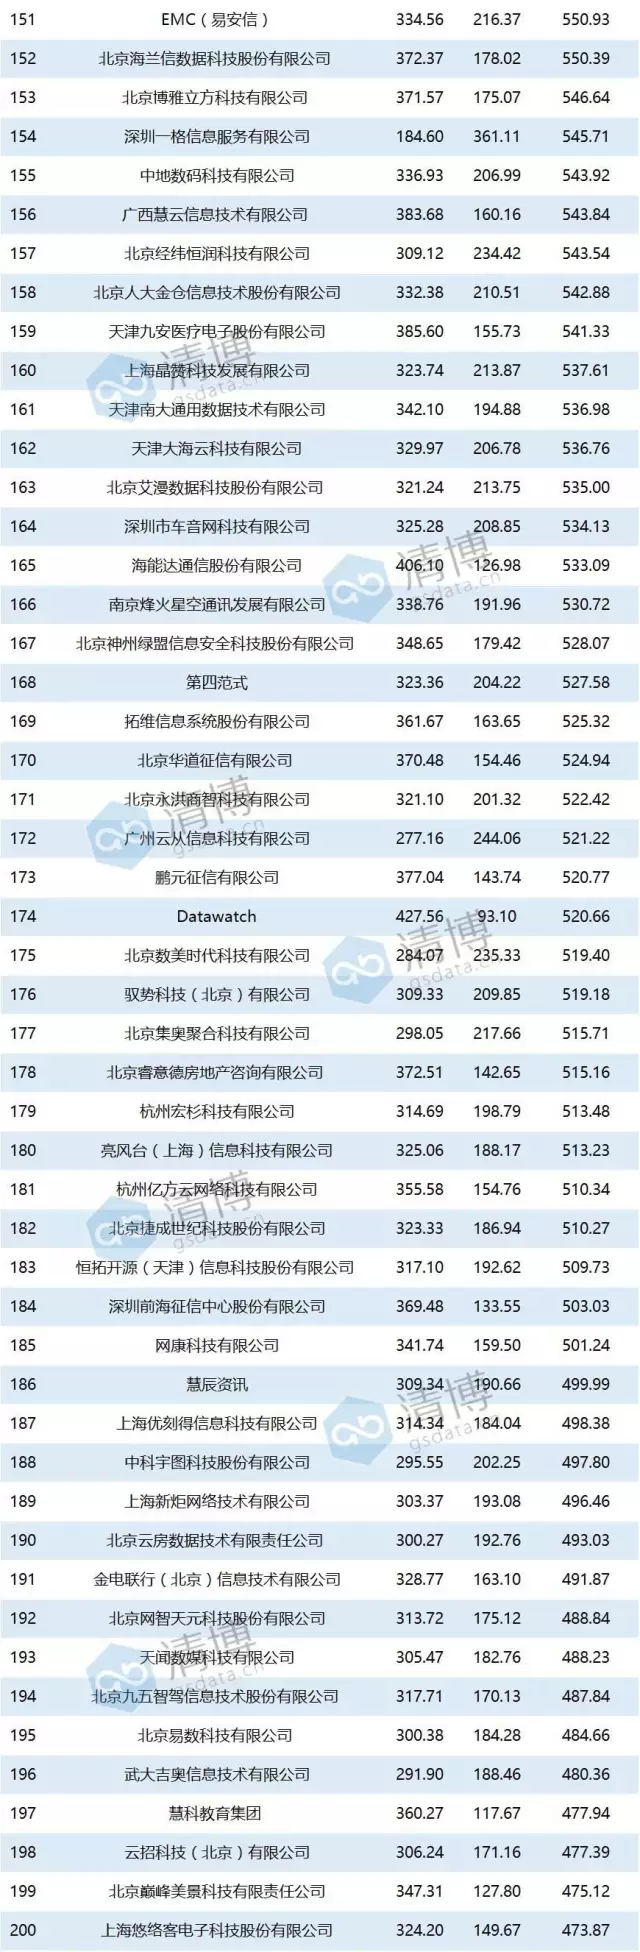 151 EMC（易安信） 334.56 216.37 550.93
152 北京海兰信数据科技股份有限公司 372.37 178.02 550.39
153 北京博雅立方科技有限公司 371.57 175.07 546.64
154 深圳一格信息服务有限公司 184.60 361.11 545.71
155 中地数码科技有限公司 336.93 206.99 543.92
156 广西慧云信息技术有限公司 383.68 160.16 543.84
157 北京经纬恒润科技有限公司 309.12 234.42 543.54
158 北京人大金仓信息技术股份有限公司 332.38 210.51 542.88
159 天津九安医疗电子股份有限公司 385.60 155.73 541.33
160 上海晶赞科技发展有限公司 323.74 213.87 537.61
161 天津南大通用数据技术有限公司 342.10 194.88 536.98
162 天津大海云科技有限公司 329.97 206.78 536.76
163 北京艾漫数据科技股份有限公司 321.24 213.75 535.00
164 深圳市车音网科技有限公司 325.28 208.85 534.13
165 海能达通信股份有限公司 406.10 126.98 533.09
166 南京烽火星空通讯发展有限公司 338.76 191.96 530.72
167 北京神州绿盟信息安全科技股份有限公司 348.65 179.42 528.07
168 第四范式 323.36 204.22 527.58
169 拓维信息系统股份有限公司 361.67 163.65 525.32
170 北京华道征信有限公司 370.48 154.46 524.94
171 北京永洪商智科技有限公司 321.10 201.32 522.42
172 广州云从信息科技有限公司 277.16 244.06 521.22
173 鹏元征信有限公司 377.04 143.74 520.77
174 Datawatch 427.56 93.10 520.66
175 北京数美时代科技有限公司 284.07 235.33 519.40
176 驭势科技（北京）有限公司 309.33 209.85 519.18
177 北京集奥聚合科技有限公司 298.05 217.66 515.71
178 北京睿意德房地产咨询有限公司 372.51 142.65 515.16
179 杭州宏杉科技有限公司 314.69 198.79 513.48
180 亮风台（上海）信息科技有限公司 325.06 188.17 513.23
181 杭州亿方云网络科技有限公司 355.58 154.76 510.34
182 北京捷成世纪科技股份有限公司 323.33 186.94 510.27
183 恒拓开源（天津）信息科技股份有限公司 317.10 192.62 509.73
184 深圳前海征信中心股份有限公司 369.48 133.55 503.03
185 网康科技有限公司 341.74 159.50 501.24
186 慧辰资讯 309.34 190.66 499.99
187 上海优刻得信息科技有限公司 314.34 184.04 498.38
188 中科宇图科技股份有限公司 295.55 202.25 497.80
189 上海新炬网络技术有限公司 303.37 193.08 496.46
190 北京云房数据技术有限责任公司 300.27 192.76 493.03
191 金电联行（北京）信息技术有限公司 328.77 163.10 491.87
192 北京网智天元科技股份有限公司 313.72 175.12 488.84
193 天闻数媒科技有限公司 305.47 182.76 488.23
194 北京九五智驾信息技术股份有限公司 317.71 170.13 487.84
195 北京易数科技有限公司 300.38 184.28 484.66
196 武大吉奥信息技术有限公司 291.90 188.46 480.36
197 慧科教育集团 360.27 117.67 477.94
198 云招科技（北京）有限公司 306.24 171.16 477.39
199 北京巅峰美景科技有限责任公司 347.31 127.80 475.12
200 上海悠络客电子科技股份有限公司 324.20 149.67 473.87
清博
gsdata.cn
清博
gsdata.cn
清博
gsdata.cn
清博
gsdata.cn
清博
gsdata.cn
清博
gsdata.cn
清博
gsdata.cn